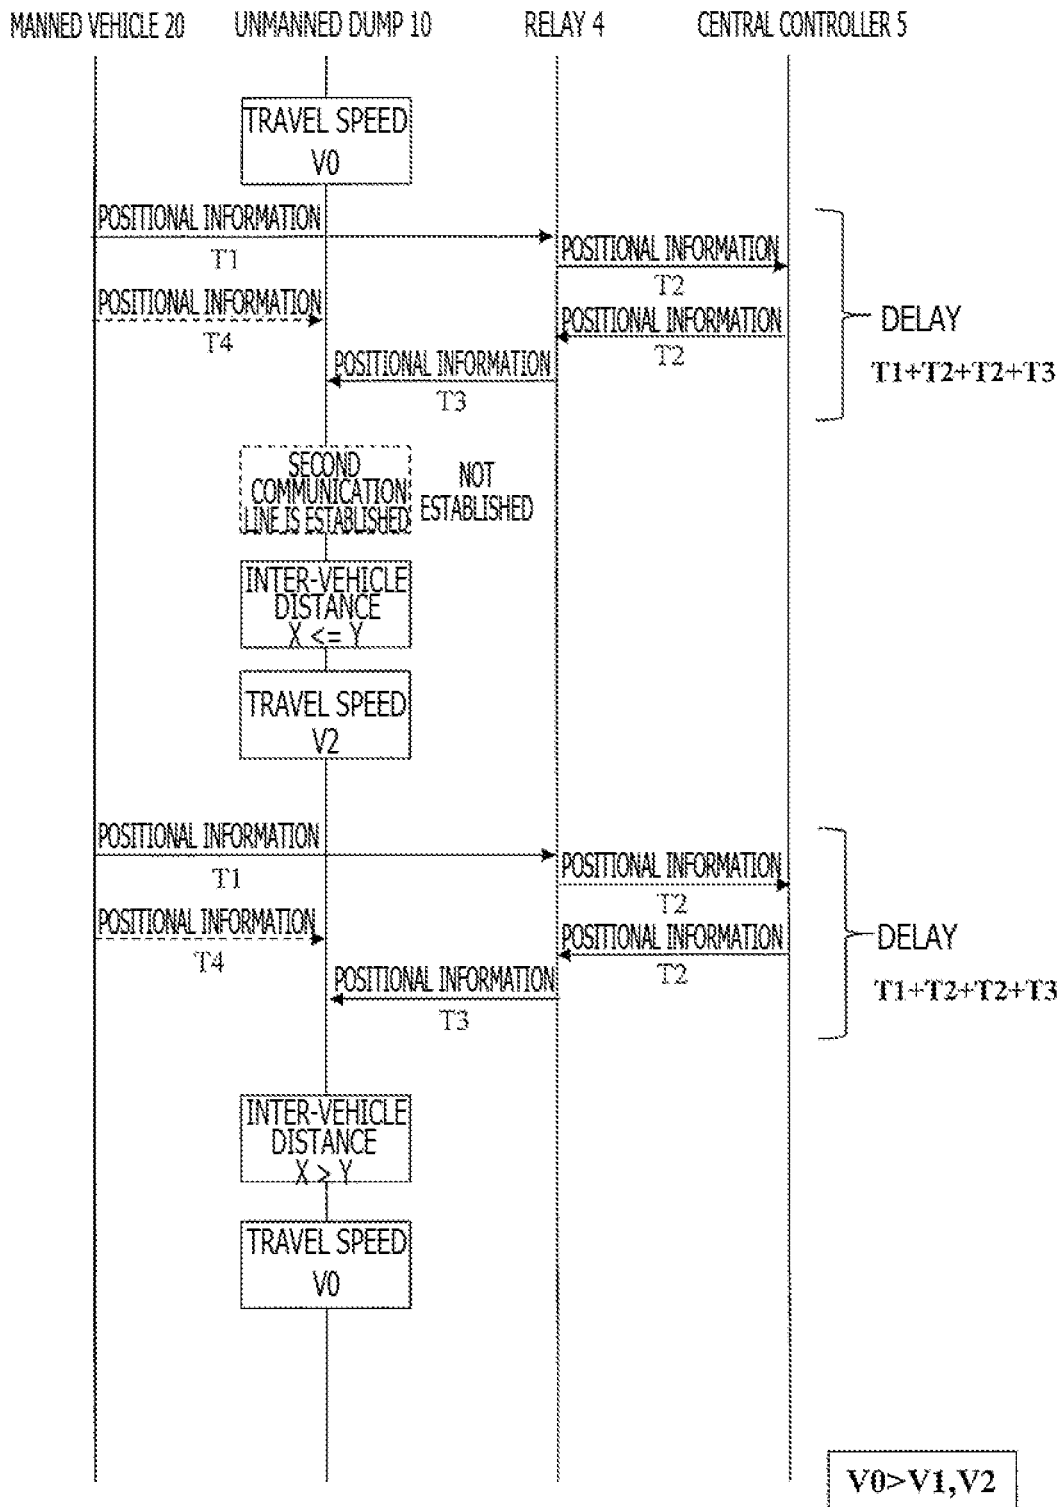 MANNED VEHICLE 20 UNMANNED DUMP 10 RELAY 4 CENTRAL CONTROLLER 5
TRAVEL SPEED
V0
POSITIONAL INFORMATION
T1
POSITIONAL INFORMATION
T2
POSITIONAL INFORMATION
T4
POSITIONAL INFORMATION
T2
POSITIONAL INFORMATION
T3
DELAY
T1+T2+T2+T3
SECOND
COMMUNICATION
LINE IS ESTABLISHED
NOT
ESTABLISHED
INTER-VEHICLE
DISTANCE
X <= Y
TRAVEL SPEED
V2
POSITIONAL INFORMATION
T1
POSITIONAL INFORMATION
T2
POSITIONAL INFORMATION
T4
POSITIONAL INFORMATION
T2
POSITIONAL INFORMATION
T3
DELAY
T1+T2+T2+T3
INTER-VEHICLE
DISTANCE
X > Y
TRAVEL SPEED
V0
V0>V1,V2